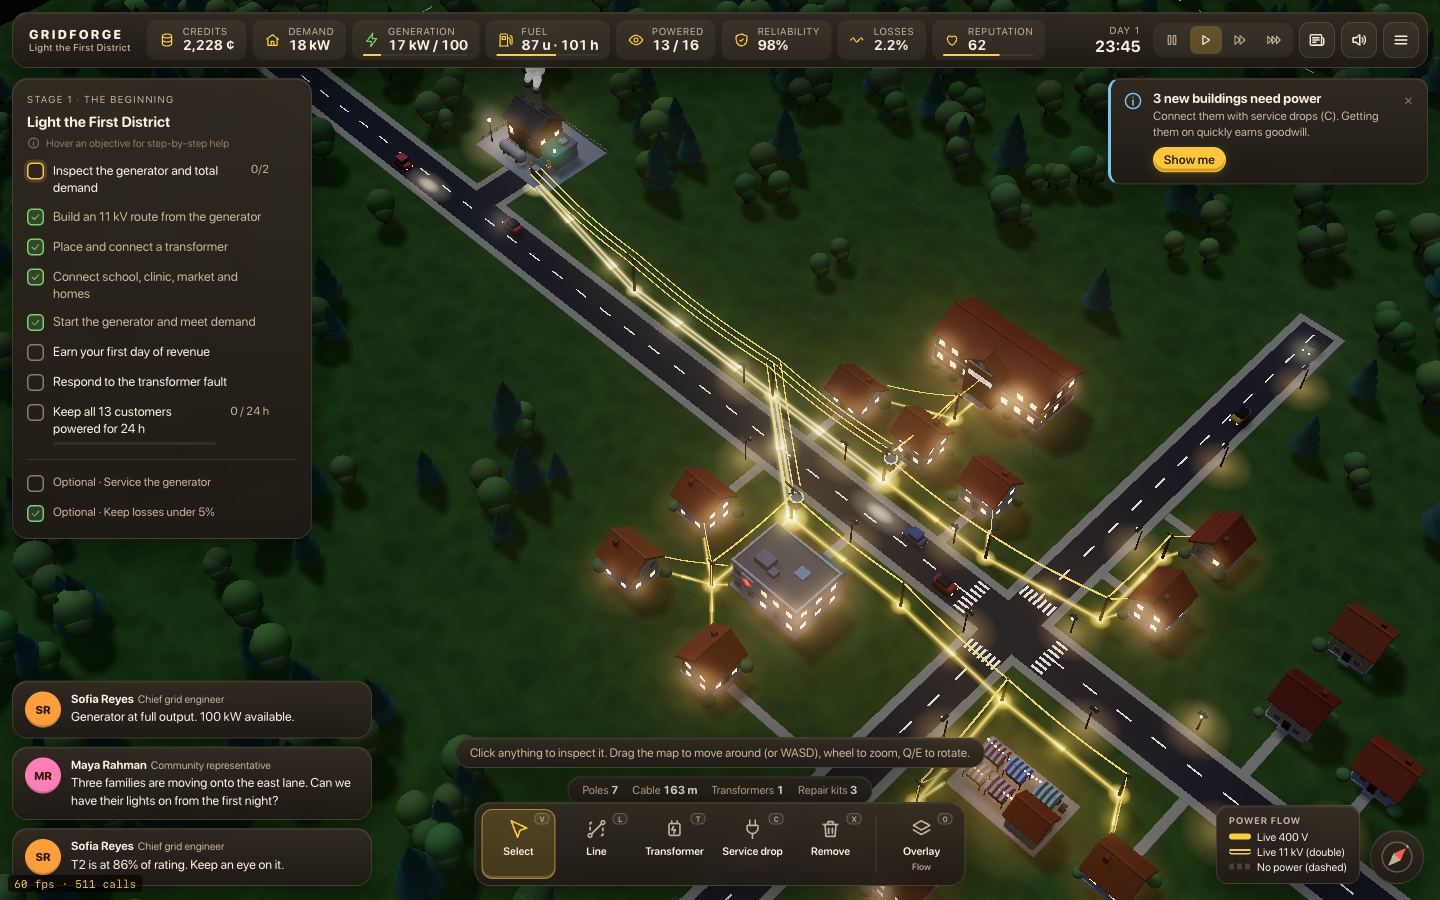 GRIDFORGE
Light the First District
CREDITS
2,228 ¢
DEMAND
18 kW
GENERATION
17 kW / 100
FUEL
87 u · 101 h
POWERED
13 / 16
RELIABILITY
98%
LOSSES
2.2%
REPUTATION
62
DAY 1
23:45
STAGE 1 · THE BEGINNING
Light the First District
Hover an objective for step-by-step help
Inspect the generator and total
demand
0/2
Build an 11 kV route from the generator
Place and connect a transformer
Connect school, clinic, market and
homes
Start the generator and meet demand
Earn your first day of revenue
Respond to the transformer fault
Keep all 13 customers
powered for 24 h
0 / 24 h
Optional · Service the generator
Optional · Keep losses under 5%
3 new buildings need power
Connect them with service drops (C). Getting
them on quickly earns goodwill.
Show me
SR
Sofia Reyes Chief grid engineer
Generator at full output. 100 kW available.
MR
Maya Rahman Community representative
Three families are moving onto the east lane. Can we
have their lights on from the first night?
SR
Sofia Reyes Chief grid engineer
T2 is at 86% of rating. Keep an eye on it.
60 fps · 511 calls
Click anything to inspect it. Drag the map to move around (or WASD), wheel to zoom, Q/E to rotate.
Poles 7 Cable 163 m Transformers 1 Repair kits 3
V
Select
L
Line
T
Transformer
C
Service drop
X
Remove
O
Overlay
Flow
POWER FLOW
Live 400 V
Live 11 kV (double)
No power (dashed)